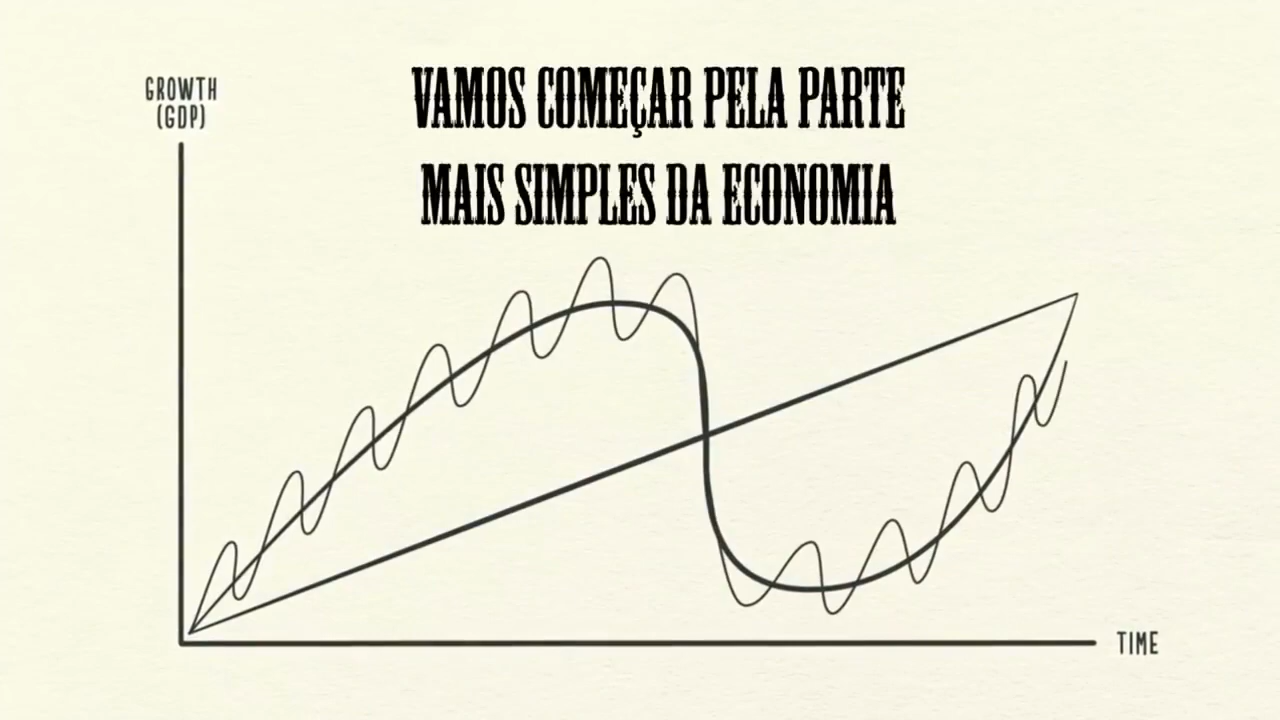 GROWTH
(GDP)
VAMOS COMEÇAR PELA PARTE
MAIS SIMPLES DA ECONOMIA
TIME